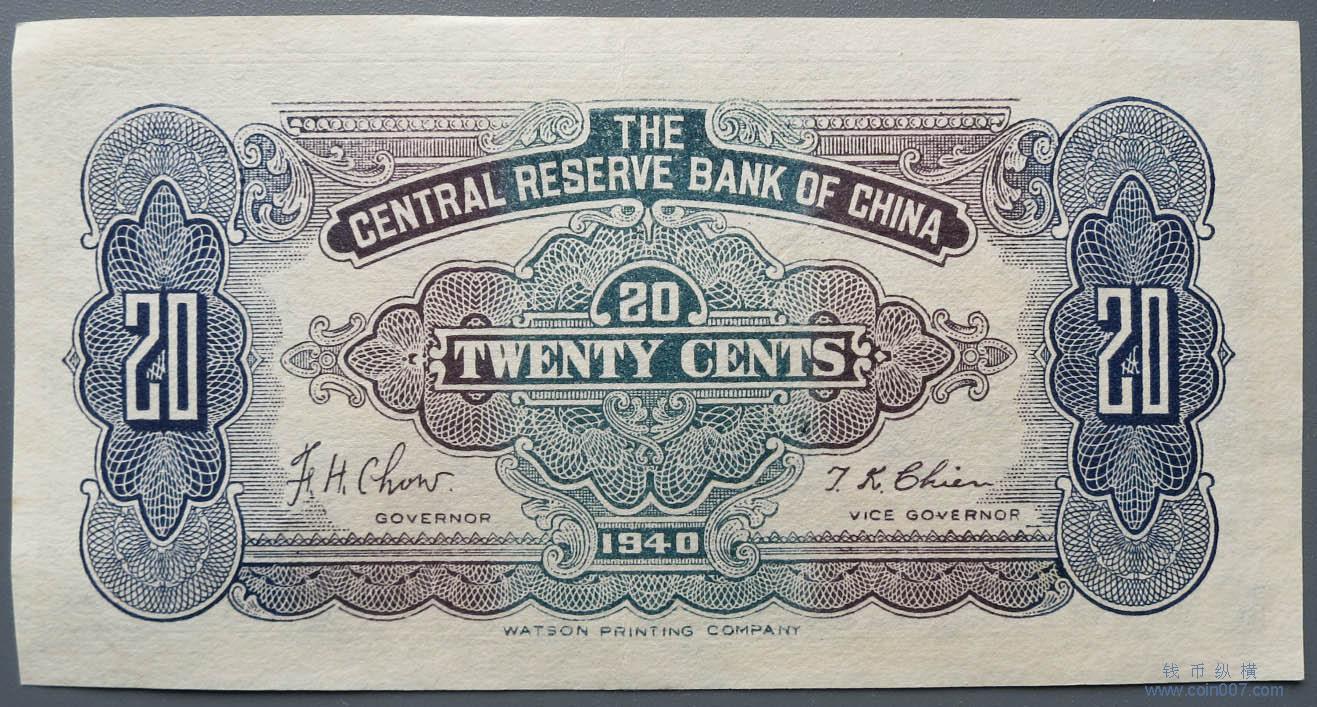 THE
CENTRAL RESERVE BANK OF CHINA
20
TWENTY CENTS
20
20
F. H. Chow.
GOVERNOR
T. K. Chien
VICE GOVERNOR
1940
WATSON PRINTING COMPANY
钱币纵横
www.coin007.com